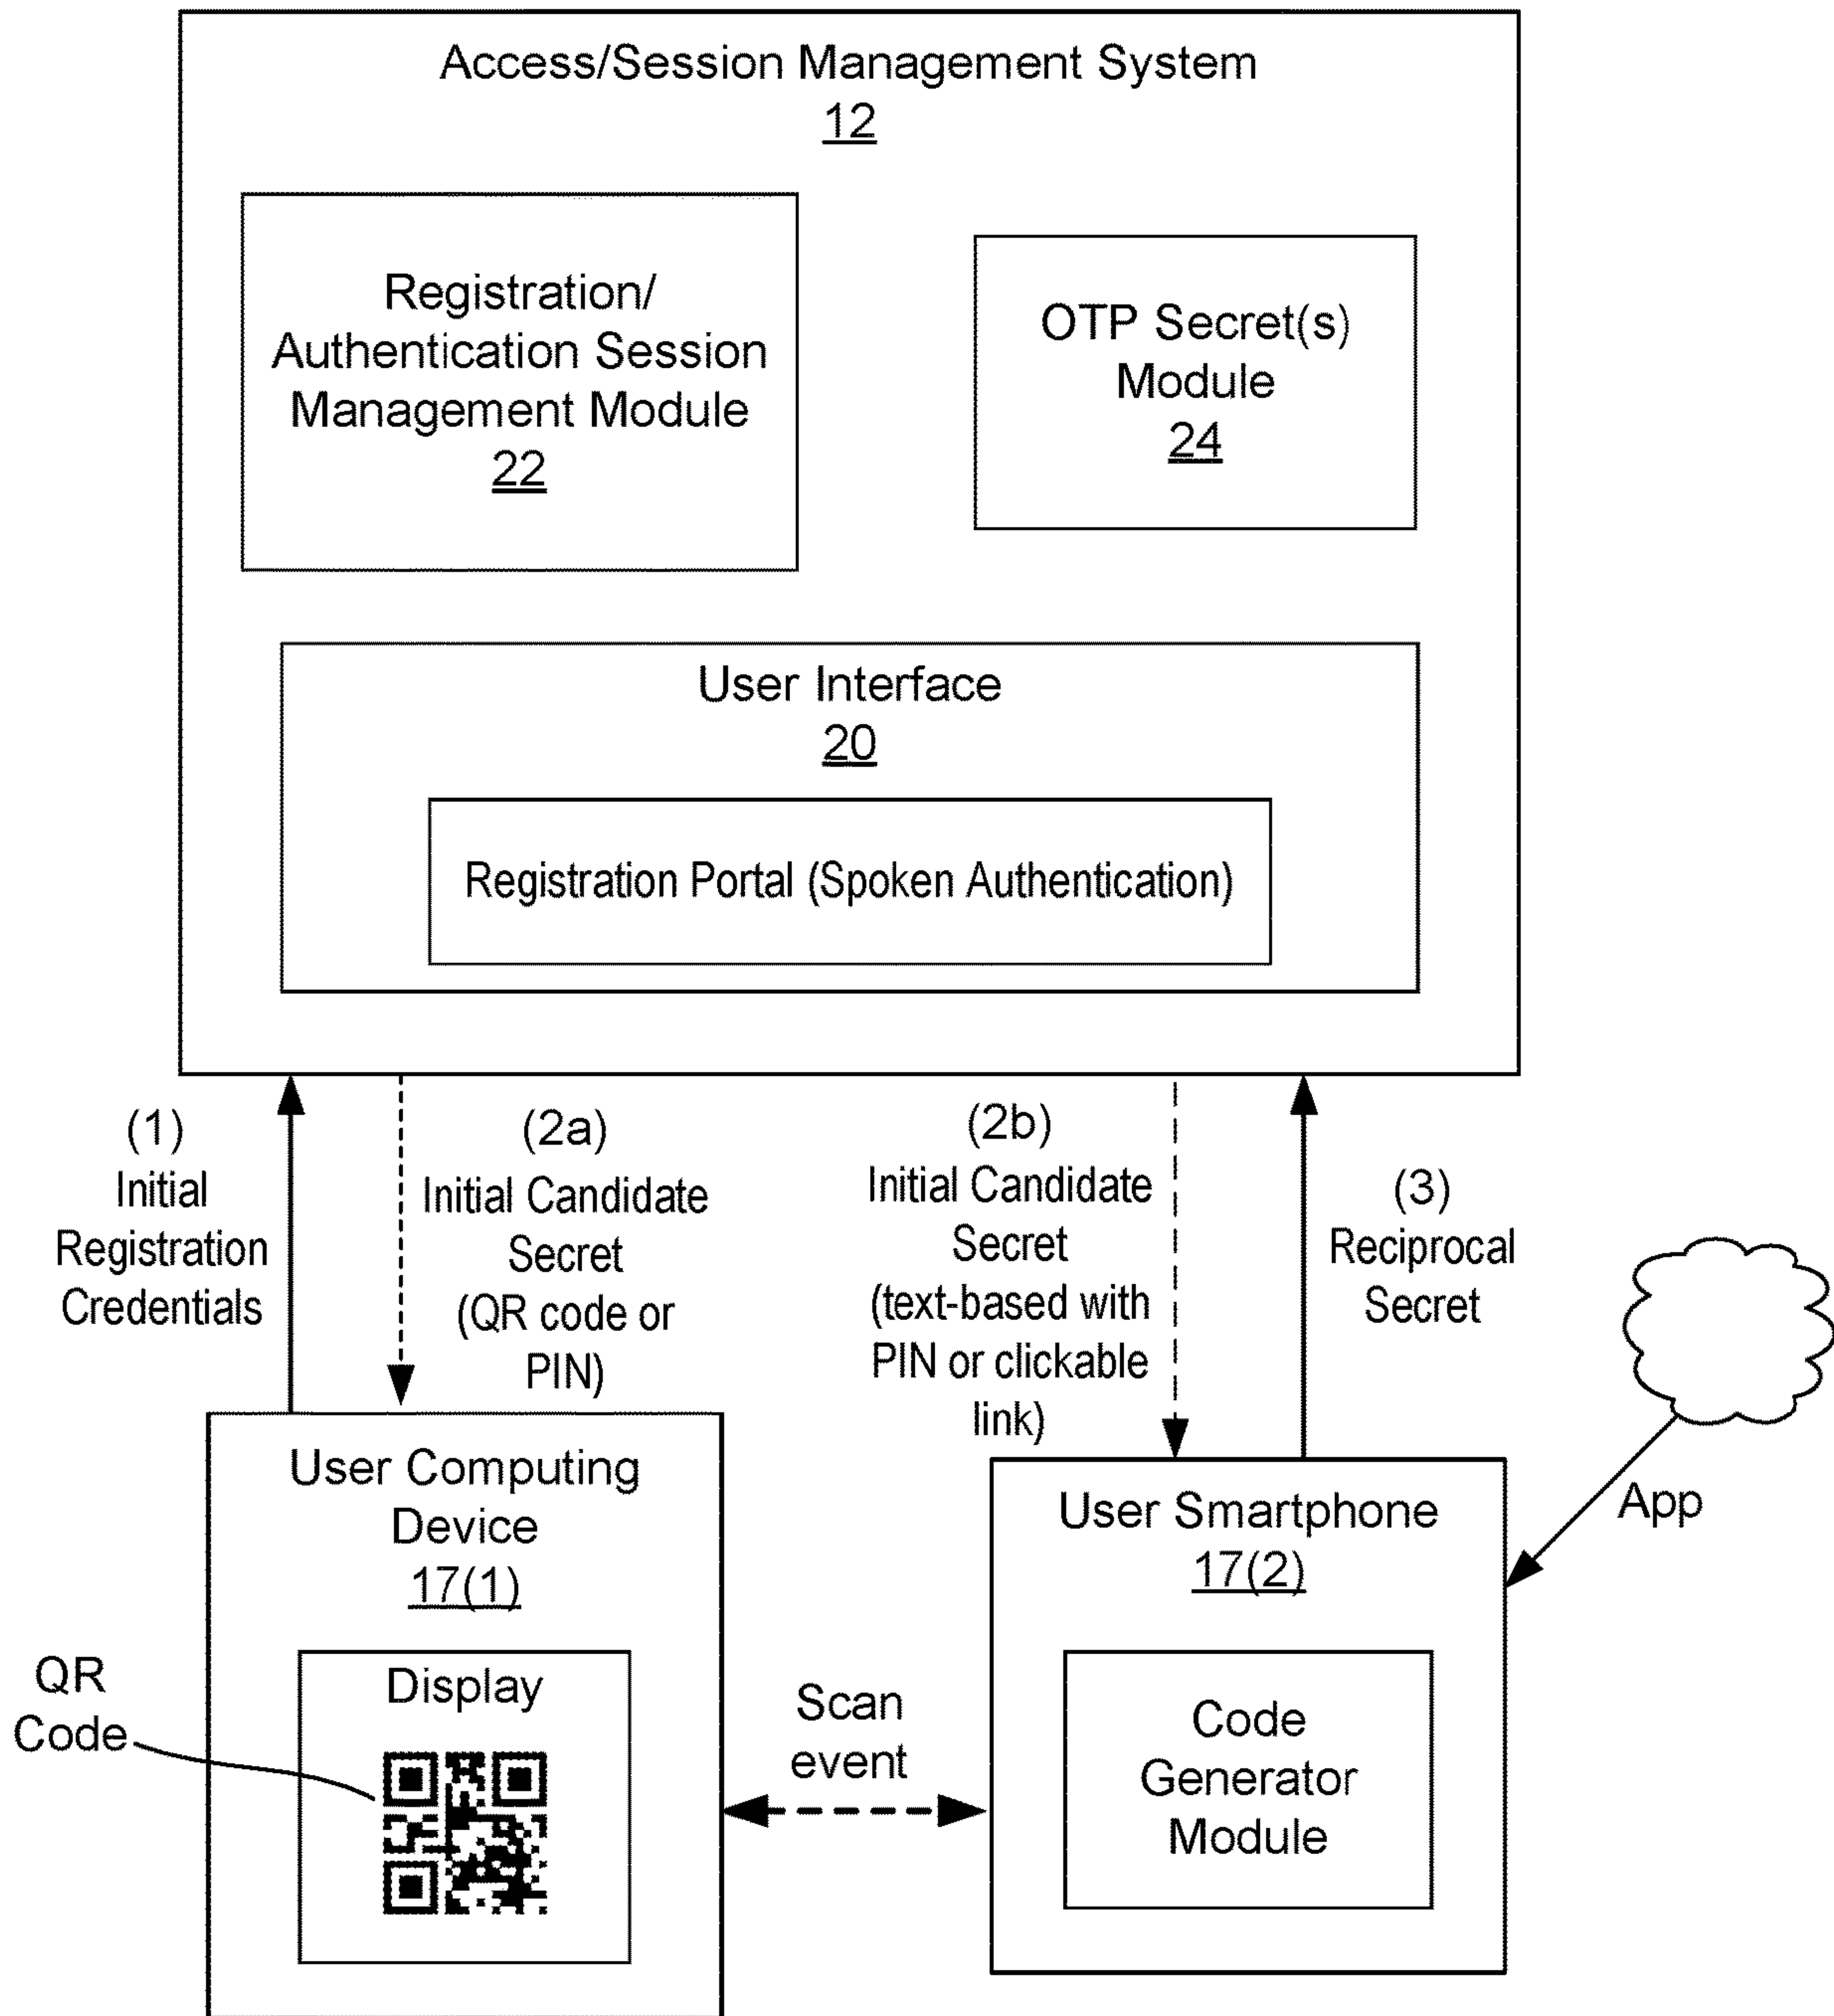 Access/Session Management System
12
Registration/
Authentication Session
Management Module
22
OTP Secret(s)
Module
24
User Interface
20
Registration Portal (Spoken Authentication)
(1)
Initial
Registration
Credentials
(2a)
Initial Candidate
Secret
(QR code or
PIN)
(2b)
Initial Candidate
Secret
(text-based with
PIN or clickable
link)
(3)
Reciprocal
Secret
App
User Computing
Device
17(1)
Display
QR
Code
Scan
event
User Smartphone
17(2)
Code
Generator
Module